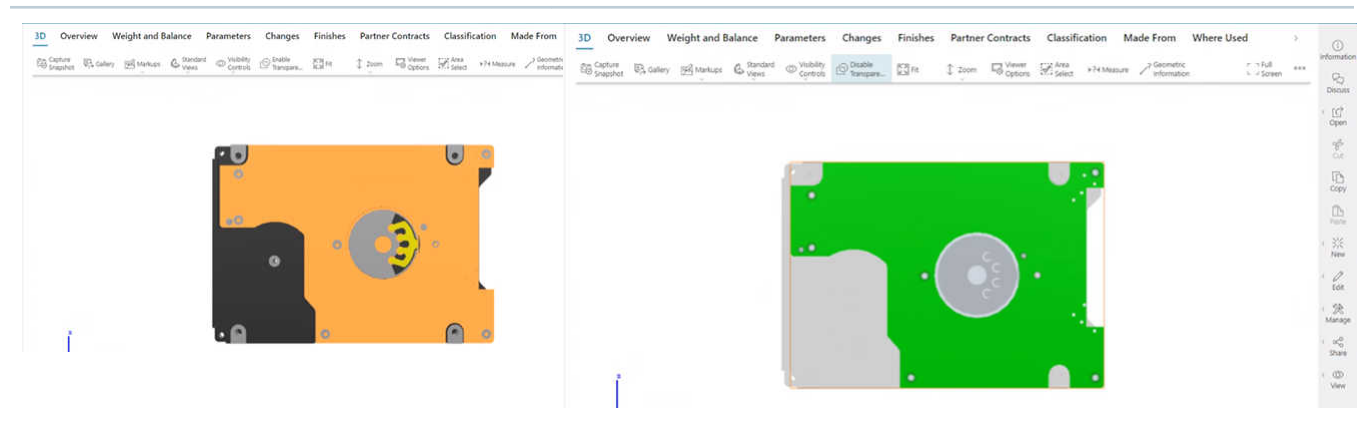 3D Overview Weight and Balance Parameters Changes Finishes Partner Contracts Classification Made From
Capture Snapshot Gallery Markups Standard Views Visibility Controls Enable Transpare... Fit Zoom Viewer Options Area Select Measure Geometri Informati
3D Overview Weight and Balance Parameters Changes Finishes Partner Contracts Classification Made From Where Used
Capture Snapshot Gallery Markups Standard Views Visibility Controls Disable Transpare... Fit Zoom Viewer Options Area Select Measure Geometric Information Full Screen
Information
Discuss
Open
Cut
Copy
Paste
New
Edit
Manage
Share
View